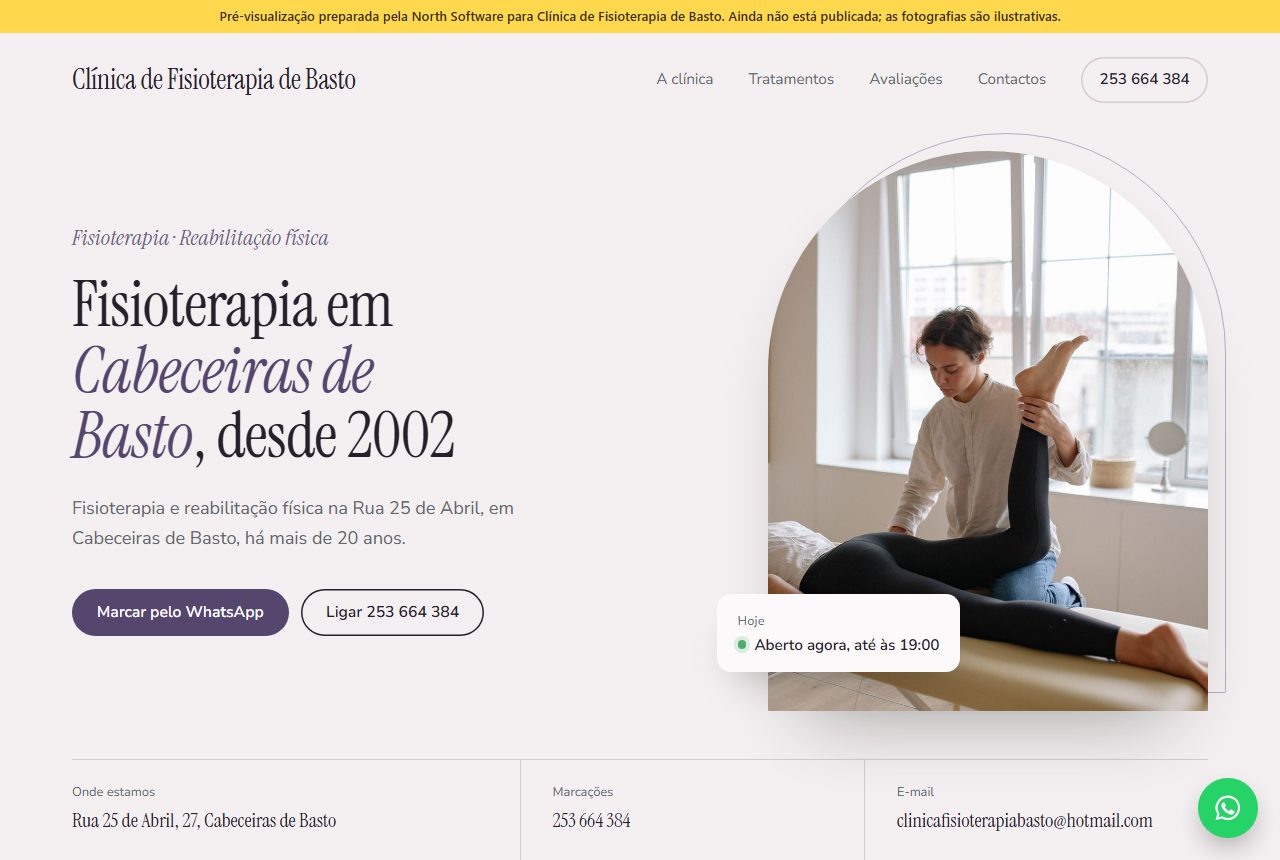 Pré-visualização preparada pela North Software para Clínica de Fisioterapia de Basto. Ainda não está publicada; as fotografias são ilustrativas.
Clínica de Fisioterapia de Basto
A clínica
Tratamentos
Avaliações
Contactos
253 664 384
Fisioterapia · Reabilitação física
Fisioterapia em
Cabeceiras de
Basto, desde 2002
Fisioterapia e reabilitação física na Rua 25 de Abril, em
Cabeceiras de Basto, há mais de 20 anos.
Marcar pelo WhatsApp
Ligar 253 664 384
Hoje
Aberto agora, até às 19:00
Onde estamos
Rua 25 de Abril, 27, Cabeceiras de Basto
Marcações
253 664 384
E-mail
clinicafisioterapiabasto@hotmail.com